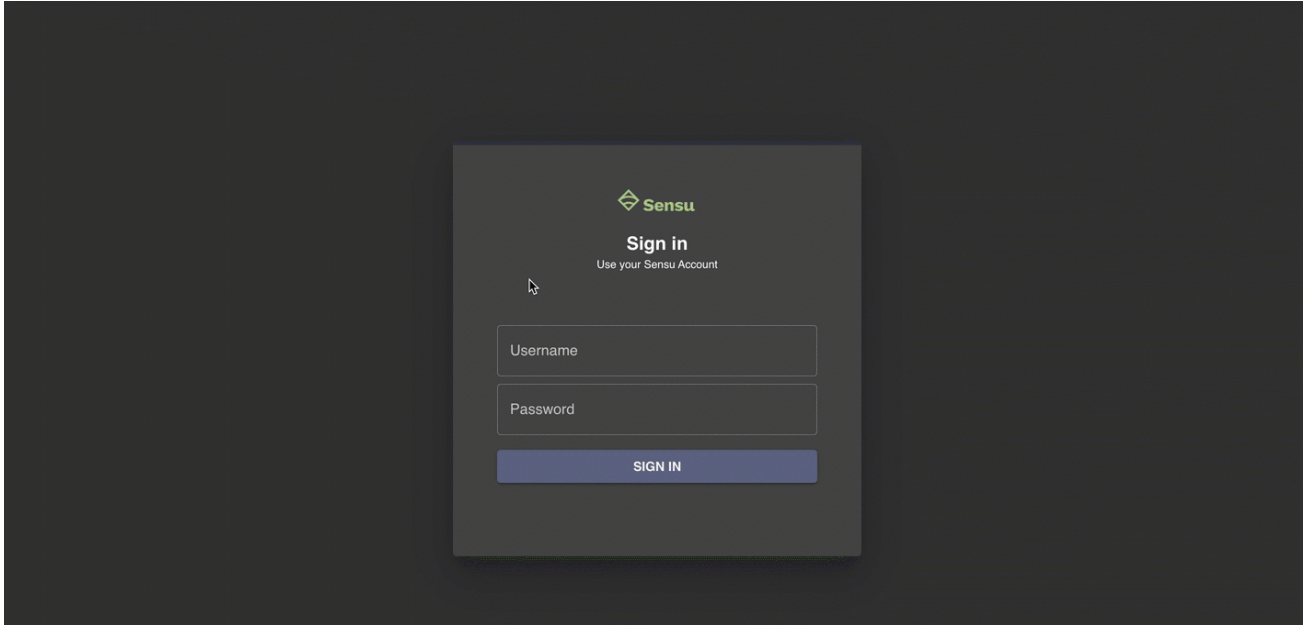 Sensu
Sign in
Use your Sensu Account
Username
Password
SIGN IN